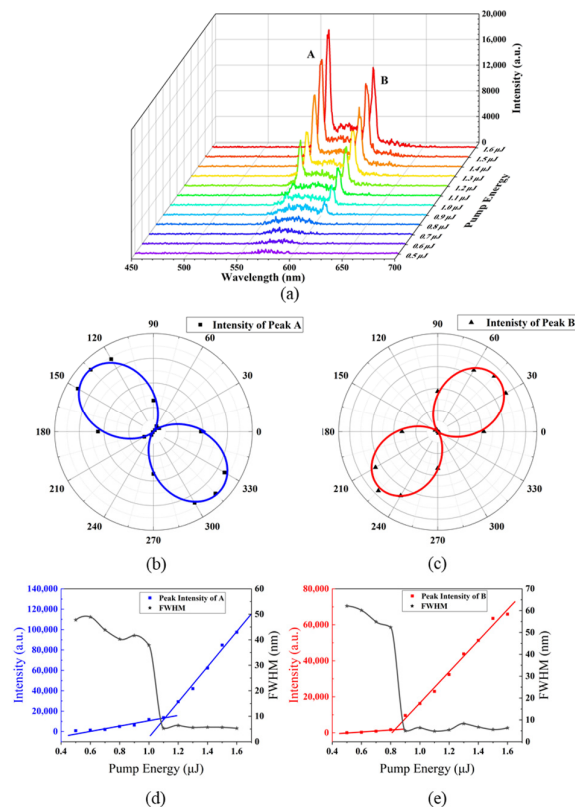 20,000
16,000
12,000
8000
4000
0
Intensity (a.u.)
A
B
1.6 μJ
1.5 μJ
1.4 μJ
1.3 μJ
1.2 μJ
1.1 μJ
1.0 μJ
0.9 μJ
0.8 μJ
0.7 μJ
0.6 μJ
0.5 μJ
Pump Energy
450 500 550 600 650 700
Wavelength (nm)
(a)
Intensity of Peak A
90
120 60
150 30
180 0
210 330
240 300
270
(b)
Intenisty of Peak B
90
120 60
150 30
180 0
210 330
240 300
270
(c)
140,000
120,000
100,000
80,000
60,000
40,000
20,000
0
Intensity (a.u.)
Peak Intensity of A
FWHM
60
50
40
30
20
10
0
FWHM (nm)
0.4 0.6 0.8 1.0 1.2 1.4 1.6
Pump Energy (μJ)
(d)
80,000
60,000
40,000
20,000
0
Intensity (a.u.)
Peak Intensity of B
FWHM
70
60
50
40
30
20
10
0
FWHM (nm)
0.4 0.6 0.8 1.0 1.2 1.4 1.6
Pump Energy (μJ)
(e)